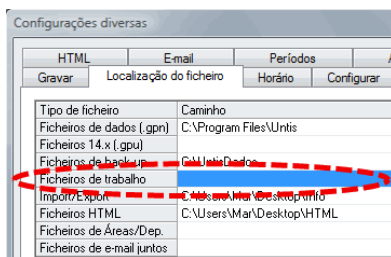 Configurações diversas
HTML E-mail Períodos
Gravar Localização do ficheiro Horário Configurar
Tipo de ficheiro Caminho
Ficheiros de dados (.gpn) C:\Program Files\Untis
Ficheiros 14.x (.gpu)
Ficheiros de back-up C:\UntisDados
Ficheiros de trabalho
Import/Export C:\Users\Mar\Desktop\Info
Ficheiros HTML C:\Users\Mar\Desktop\HTML
Ficheiros de Áreas/Dep.
Ficheiros de e-mail juntos